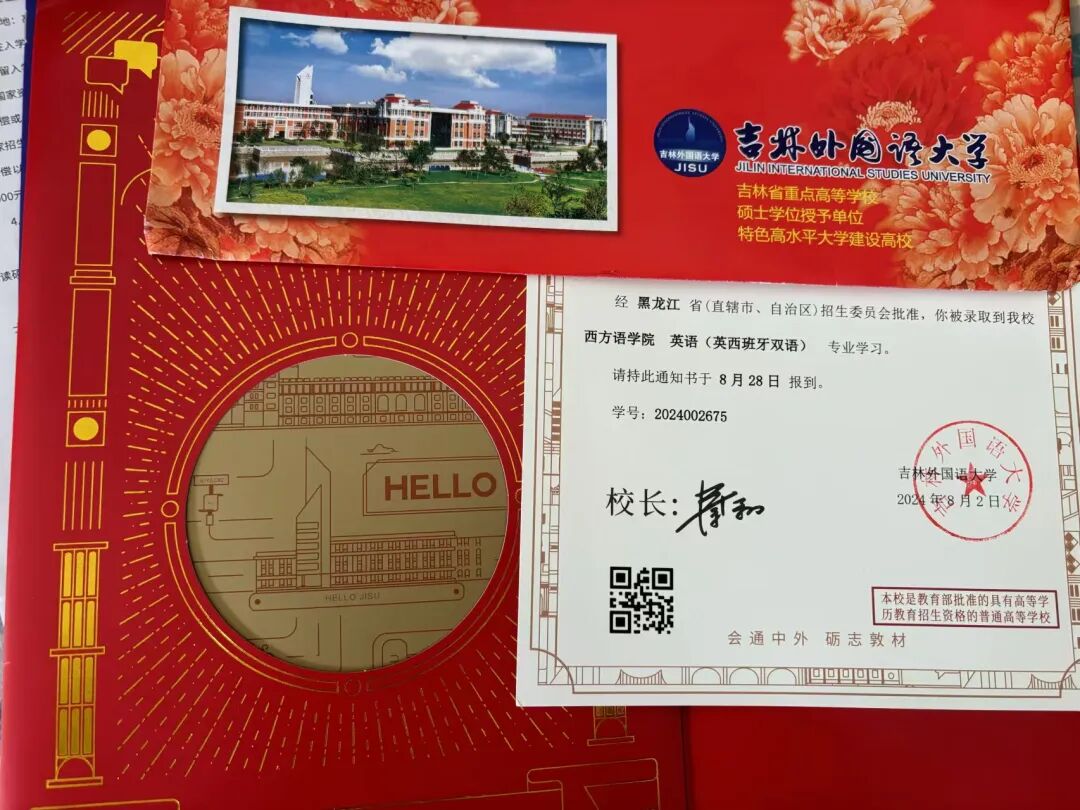 吉林外国语大学
JISU
吉林外国语大学
JILIN INTERNATIONAL STUDIES UNIVERSITY
吉林省重点高等学校
硕士学位授予单位
特色高水平大学建设高校
经 黑龙江 省(直辖市、自治区)招生委员会批准，你被录取到我校
西方语学院 英语（英西班牙双语） 专业学习。
请持此通知书于 8月28日 报到。
学号：2024002675
吉林外国语大学
2024年8月2日
吉林外国语大学
校长：
本校是教育部批准的具有高等学
历教育招生资格的普通高等学校
会通中外 砺志敦材
HELLO
HELLO JISU